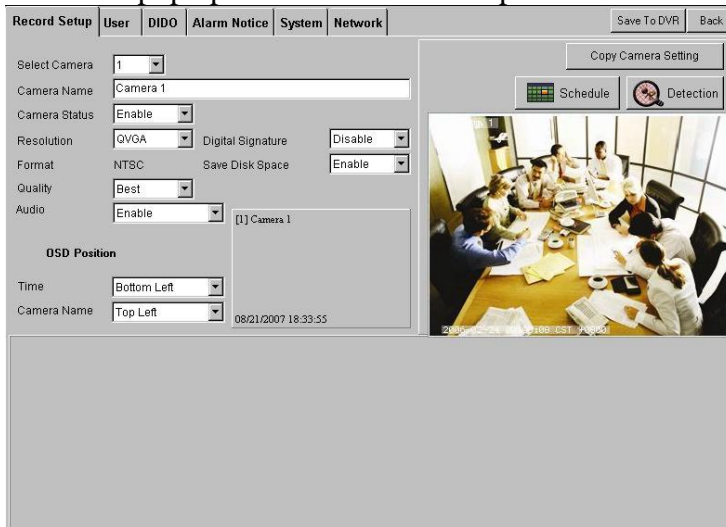 Record Setup User DIDO Alarm Notice System Network Save To DVR Back
Copy Camera Setting
Schedule Detection
Select Camera 1
Camera Name Camera 1
Camera Status Enable
Resolution QVGA Digital Signature Disable
Format NTSC Save Disk Space Enable
Quality Best
Audio Enable
[1] Camera 1
OSD Position
Time Bottom Left
Camera Name Top Left
08/21/2007 18:33:55